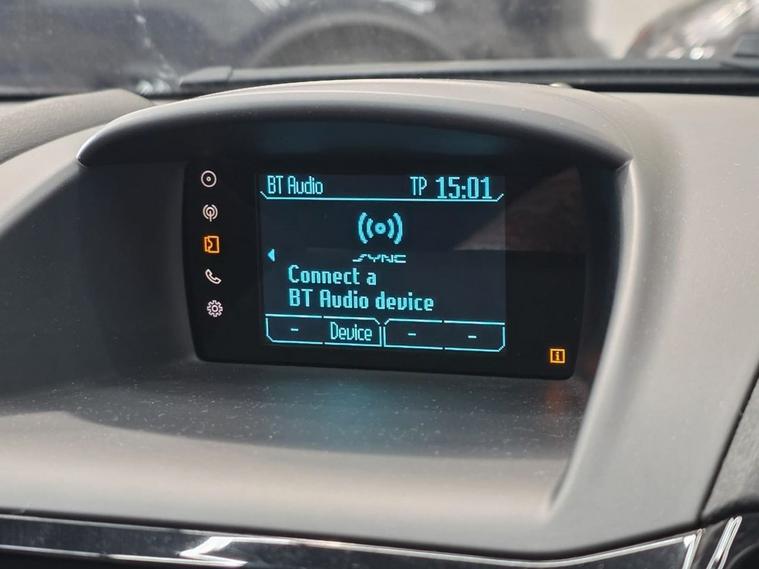 BT Audio TP 15:01
SYNC
Connect a
BT Audio device
- Device - -
i